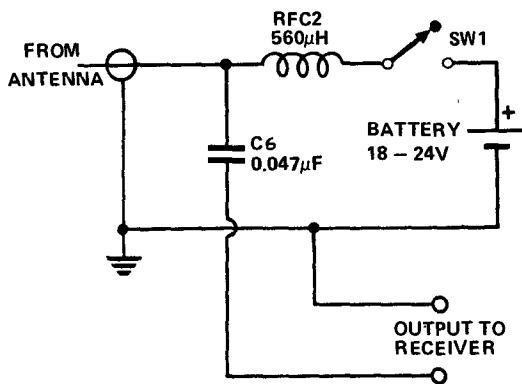 RFC2
560μH
SW1
FROM
ANTENNA
+
BATTERY
18 – 24V
C6
0.047μF
OUTPUT TO
RECEIVER